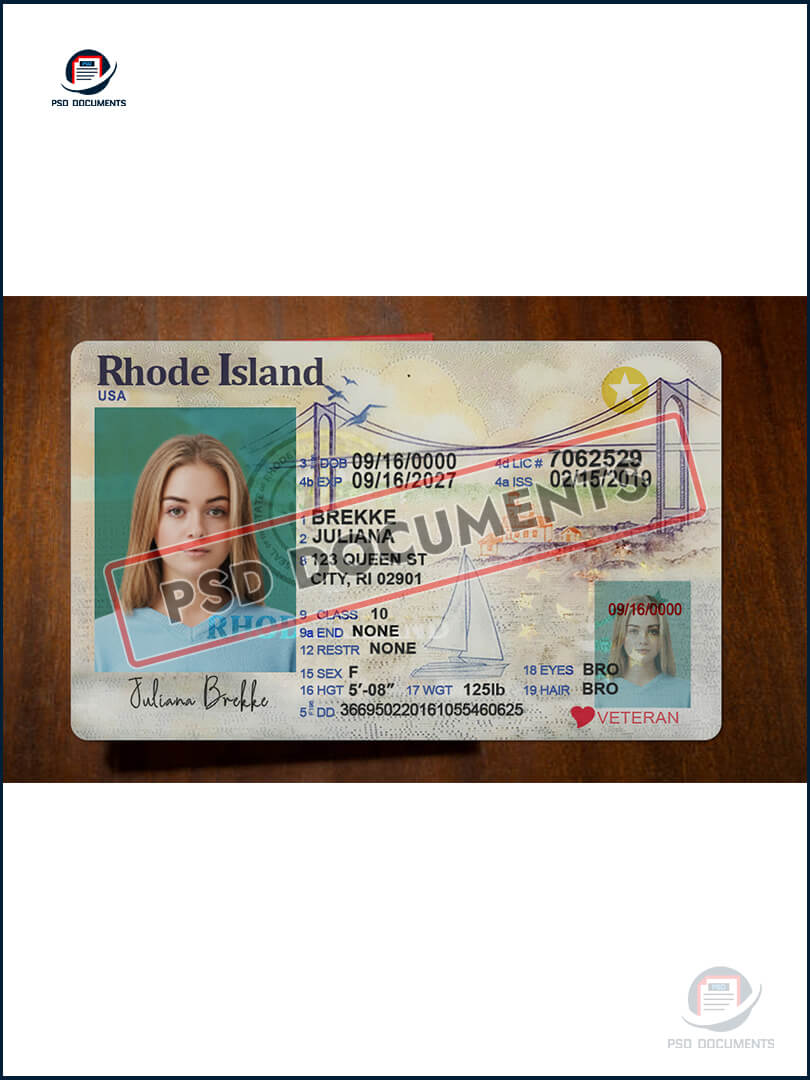 PSD DOCUMENTS
Rhode Island
USA
3 DOB 09/16/0000
4d LIC # 7062529
4b EXP 09/16/2027
4a ISS 02/15/2019
1 BREKKE
2 JULIANA
8 123 QUEEN ST
CITY, RI 02901
PSD DOCUMENTS
9 CLASS 10
9a END NONE
12 RESTR NONE
09/16/0000
15 SEX F
18 EYES BRO
16 HGT 5'-08" 17 WGT 125lb 19 HAIR BRO
Juliana Brekke
5 DD 366950220161055460625
VETERAN
PSD
PSD DOCUMENTS